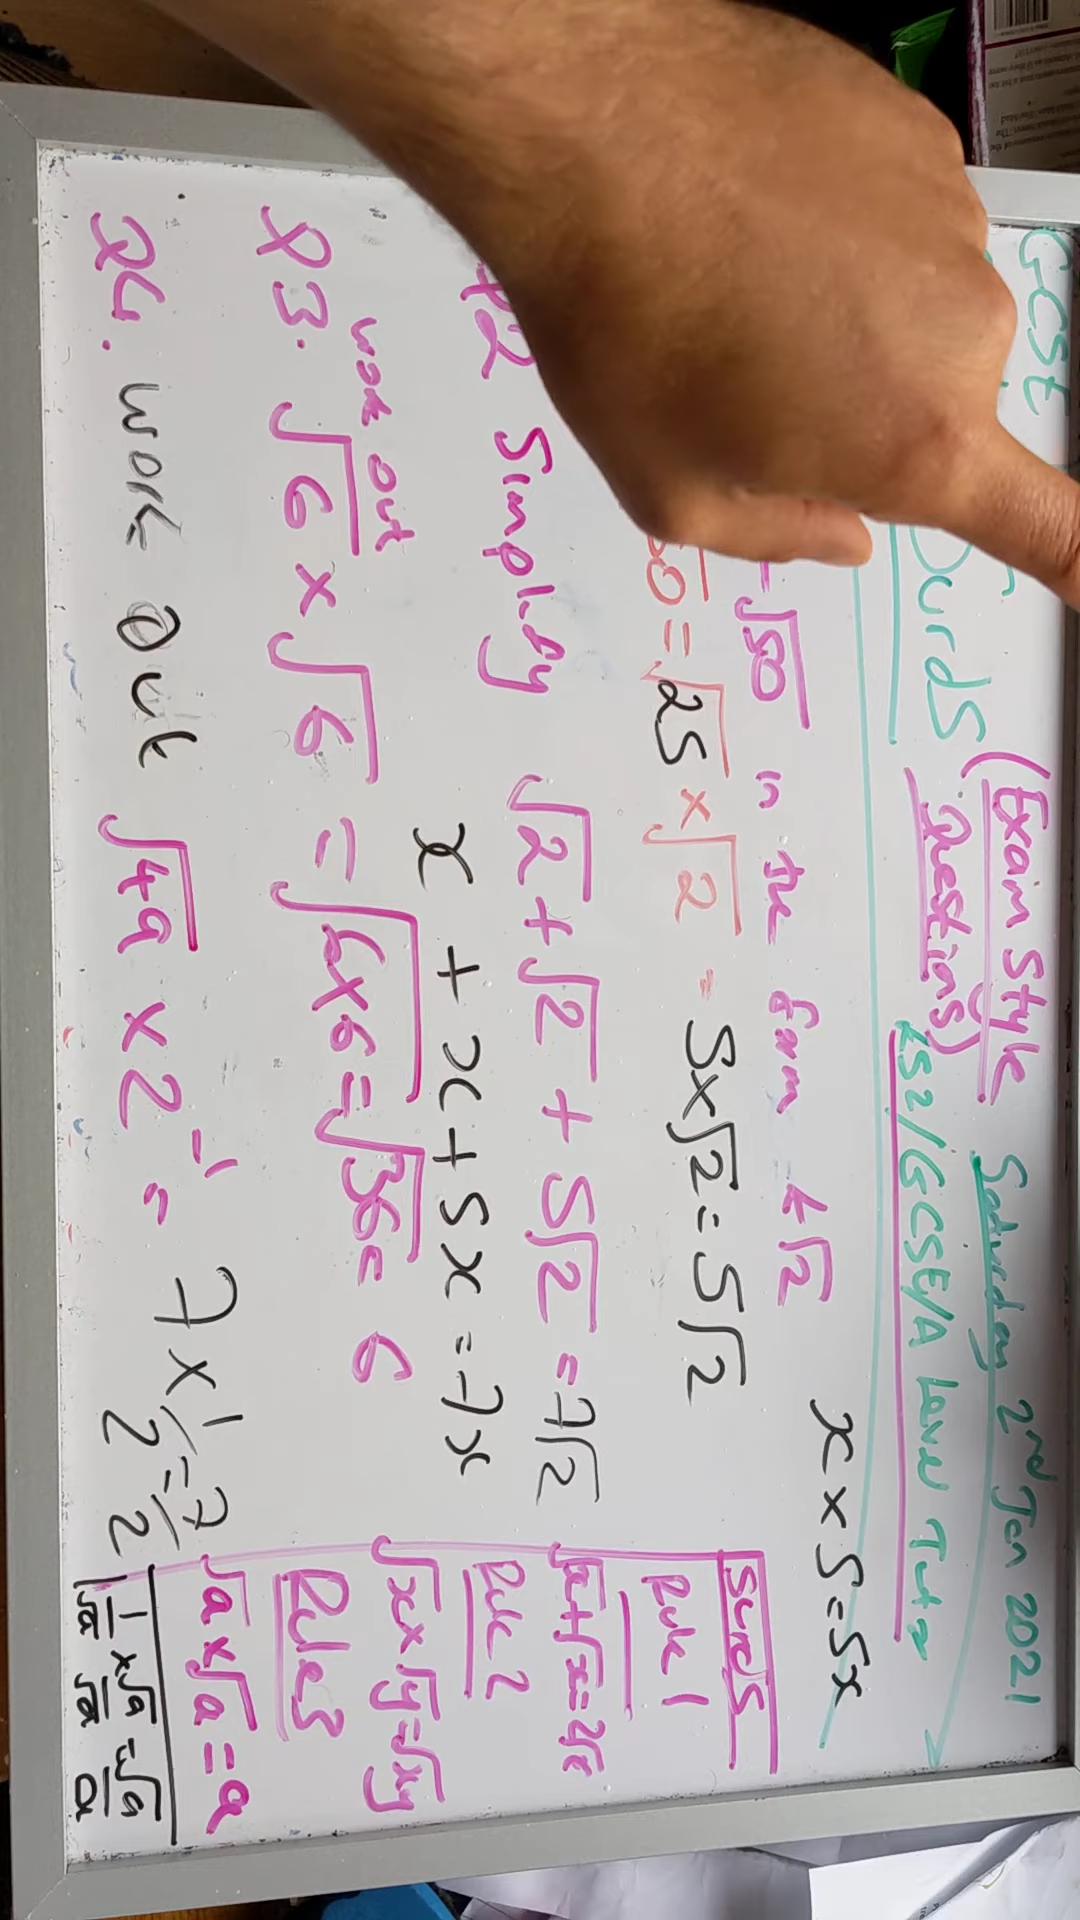 GCSE
Surds (Exam Style Questions)
Saturday 2nd Jan 2021
KS2/GCSE/A Level Tutor
√50 in the form k√2
x × 5 = 5x
= √25 × √2 = 5×√2 = 5√2
Q2 Simplify √2 + √2 + 5√2 = 7√2
x + x + 5x = 7x
work out
Q3. √6 × √6 = √6×6 = √36 = 6
Q4. work out √49 × 2⁻¹ = 7 × 1/2 = 7/2
Surds
Rule 1
√x + √x = 2√x
Rule 2
√x × √y = √xy
Rule 3
√a × √a = a
1/√a × √a/√a = √a/a